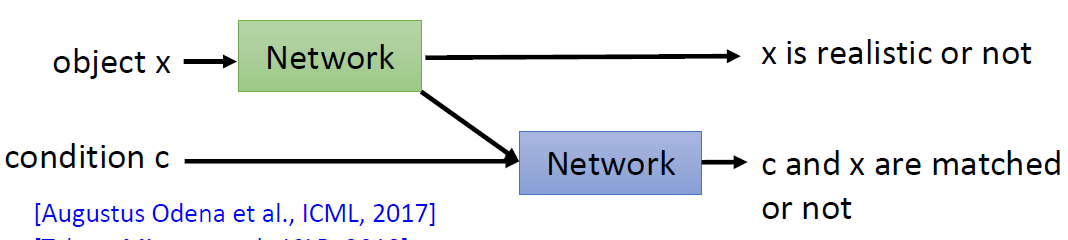 object x
Network
x is realistic or not
condition c
Network
c and x are matched
or not
[Augustus Odena et al., ICML, 2017]